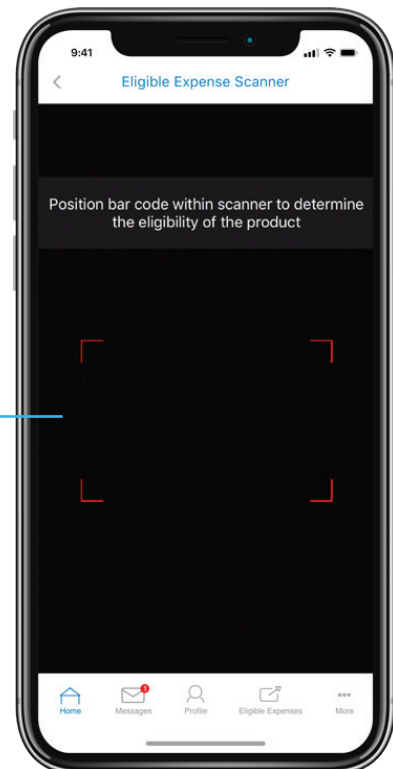 9:41
Eligible Expense Scanner
Position bar code within scanner to determine
the eligibility of the product
1
Home Messages Profile Eligible Expenses More